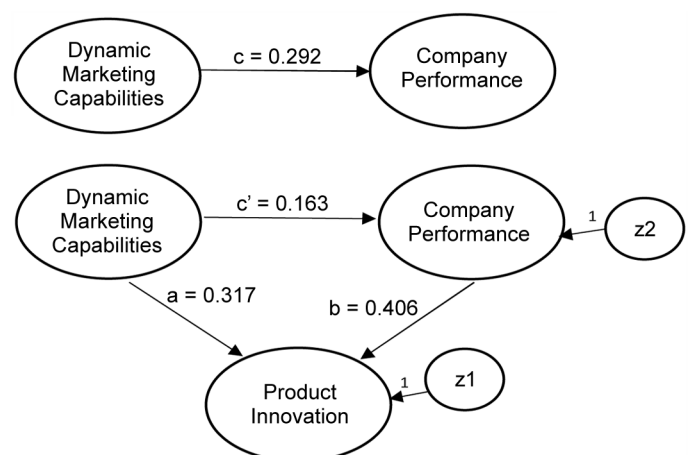 Dynamic
Marketing
Capabilities
c = 0.292
Company
Performance
Dynamic
Marketing
Capabilities
c’ = 0.163
Company
Performance
1
z2
a = 0.317
b = 0.406
Product
Innovation
1
z1